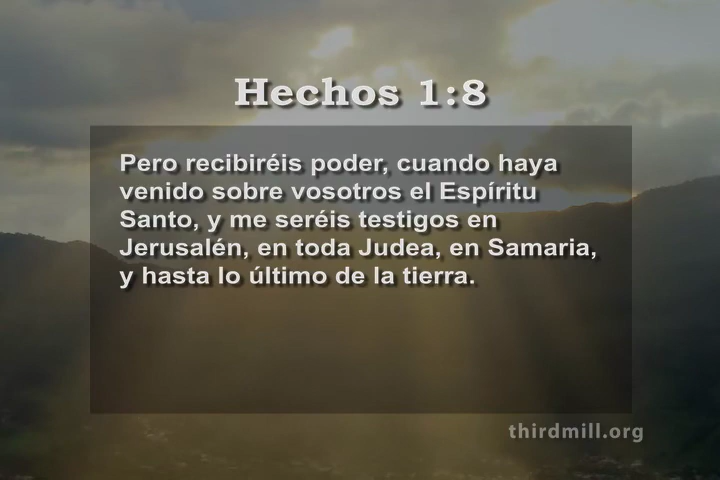 Hechos 1:8
Pero recibiréis poder, cuando haya
venido sobre vosotros el Espíritu
Santo, y me seréis testigos en
Jerusalén, en toda Judea, en Samaria,
y hasta lo último de la tierra.
thirdmill.org